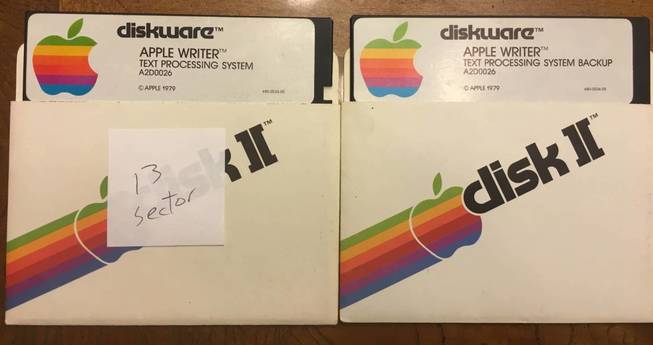 diskware™
APPLE WRITER™
TEXT PROCESSING SYSTEM
A2D0026
© APPLE 1979
disk II
13
sector
diskware™
APPLE WRITER™
TEXT PROCESSING SYSTEM BACKUP
A2D0026
© APPLE 1979
disk II™